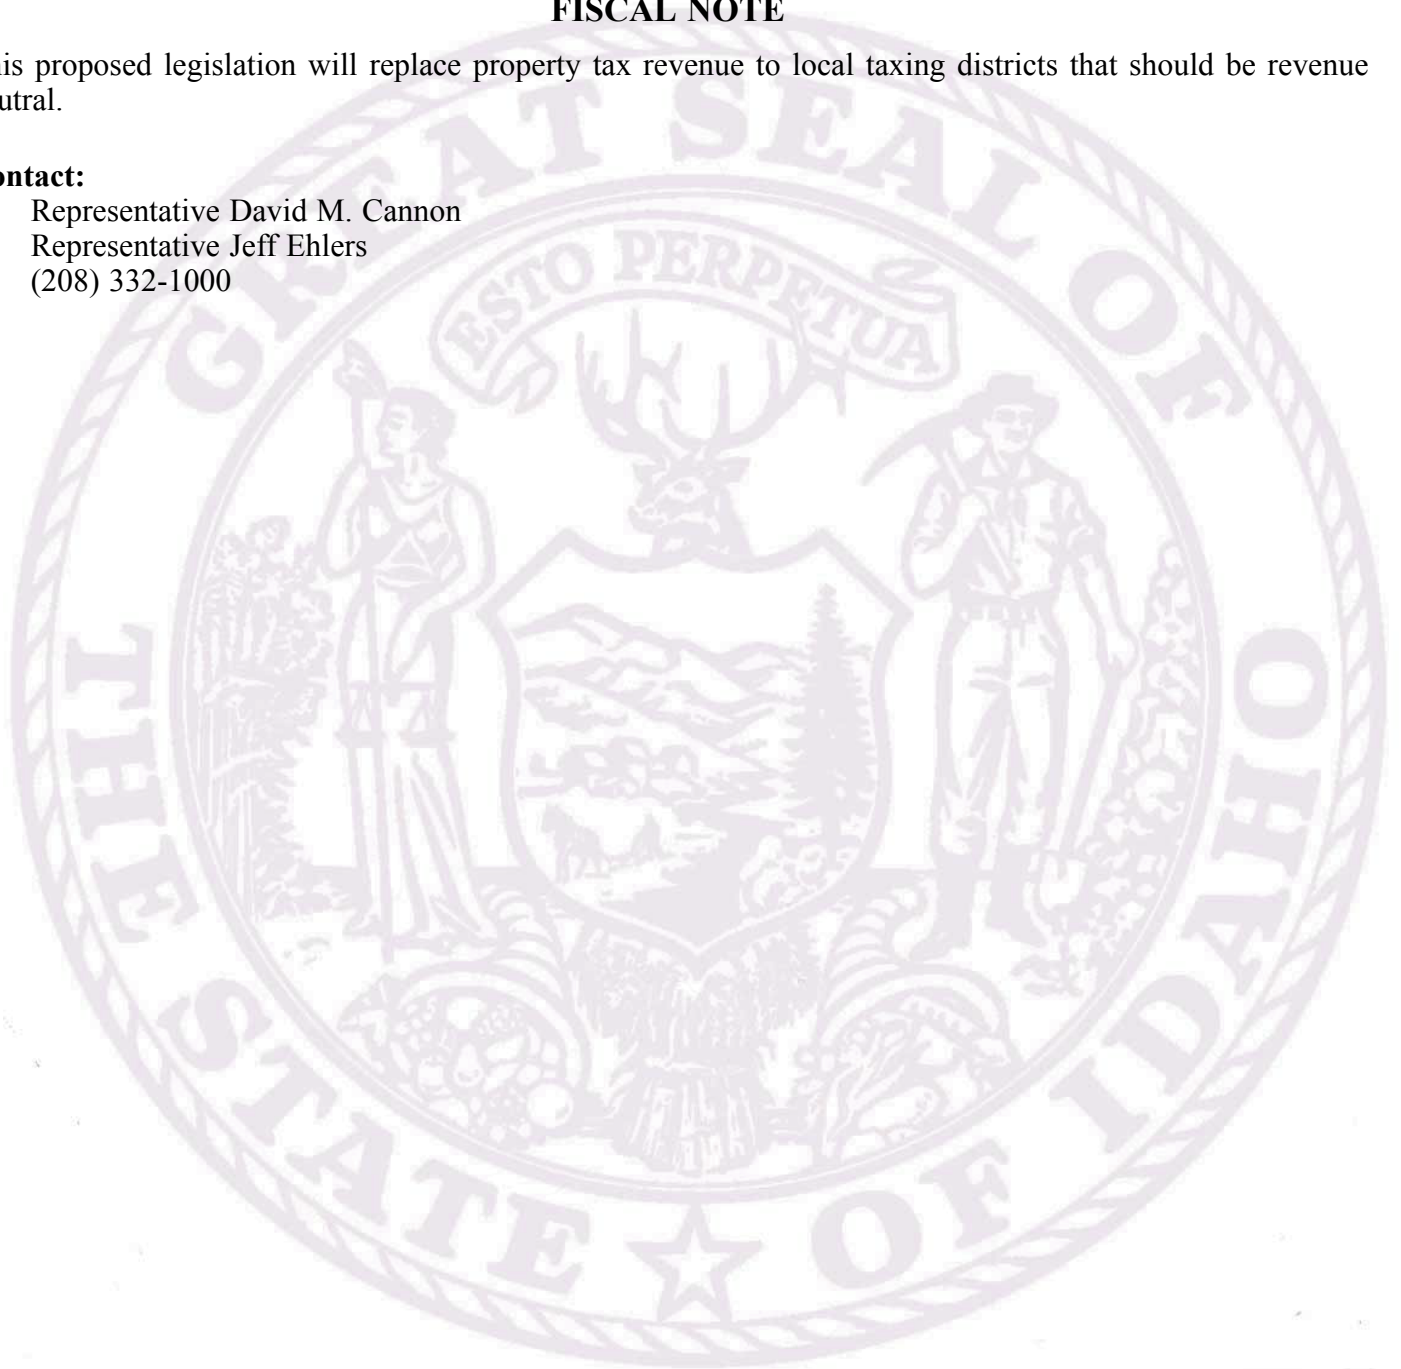 FISCAL NOTE
his proposed legislation will replace property tax revenue to local taxing districts that should be revenue
utral.
ontact:
Representative David M. Cannon
Representative Jeff Ehlers
(208) 332-1000
GREAT SEAL OF
ESTO PERPETUA
THE STATE OF IDAHO